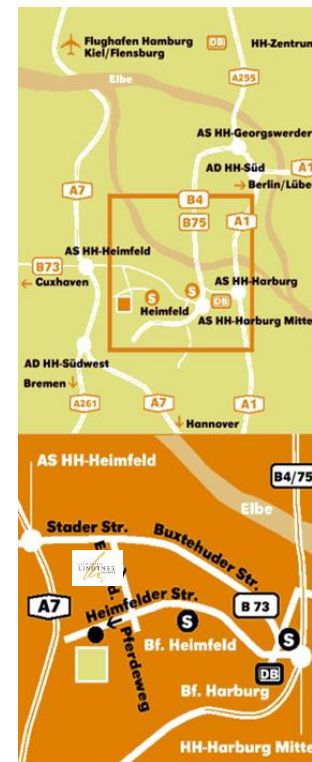 Flughafen Hamburg
Kiel/Flensburg
DB
HH-Zentrum
A255
Elbe
AS HH-Georgswerder
AD HH-Süd
A1
→ Berlin/Lübe
A7
B4
B75
A1
AS HH-Heimfeld
B73
← Cuxhaven
AS HH-Harburg
S
S
DB
Heimfeld
AS HH-Harburg Mitte
AD HH-Südwest
Bremen ↓
A261
A7
A1
↓ Hannover
AS HH-Heimfeld
B4/75
Elbe
Stader Str.
Buxtehuder Str.
LINDTNER
A7
Heimfelder Str.
B 73
S
S
Pferdeweg
Bf. Heimfeld
DB
Bf. Harburg
HH-Harburg Mitte